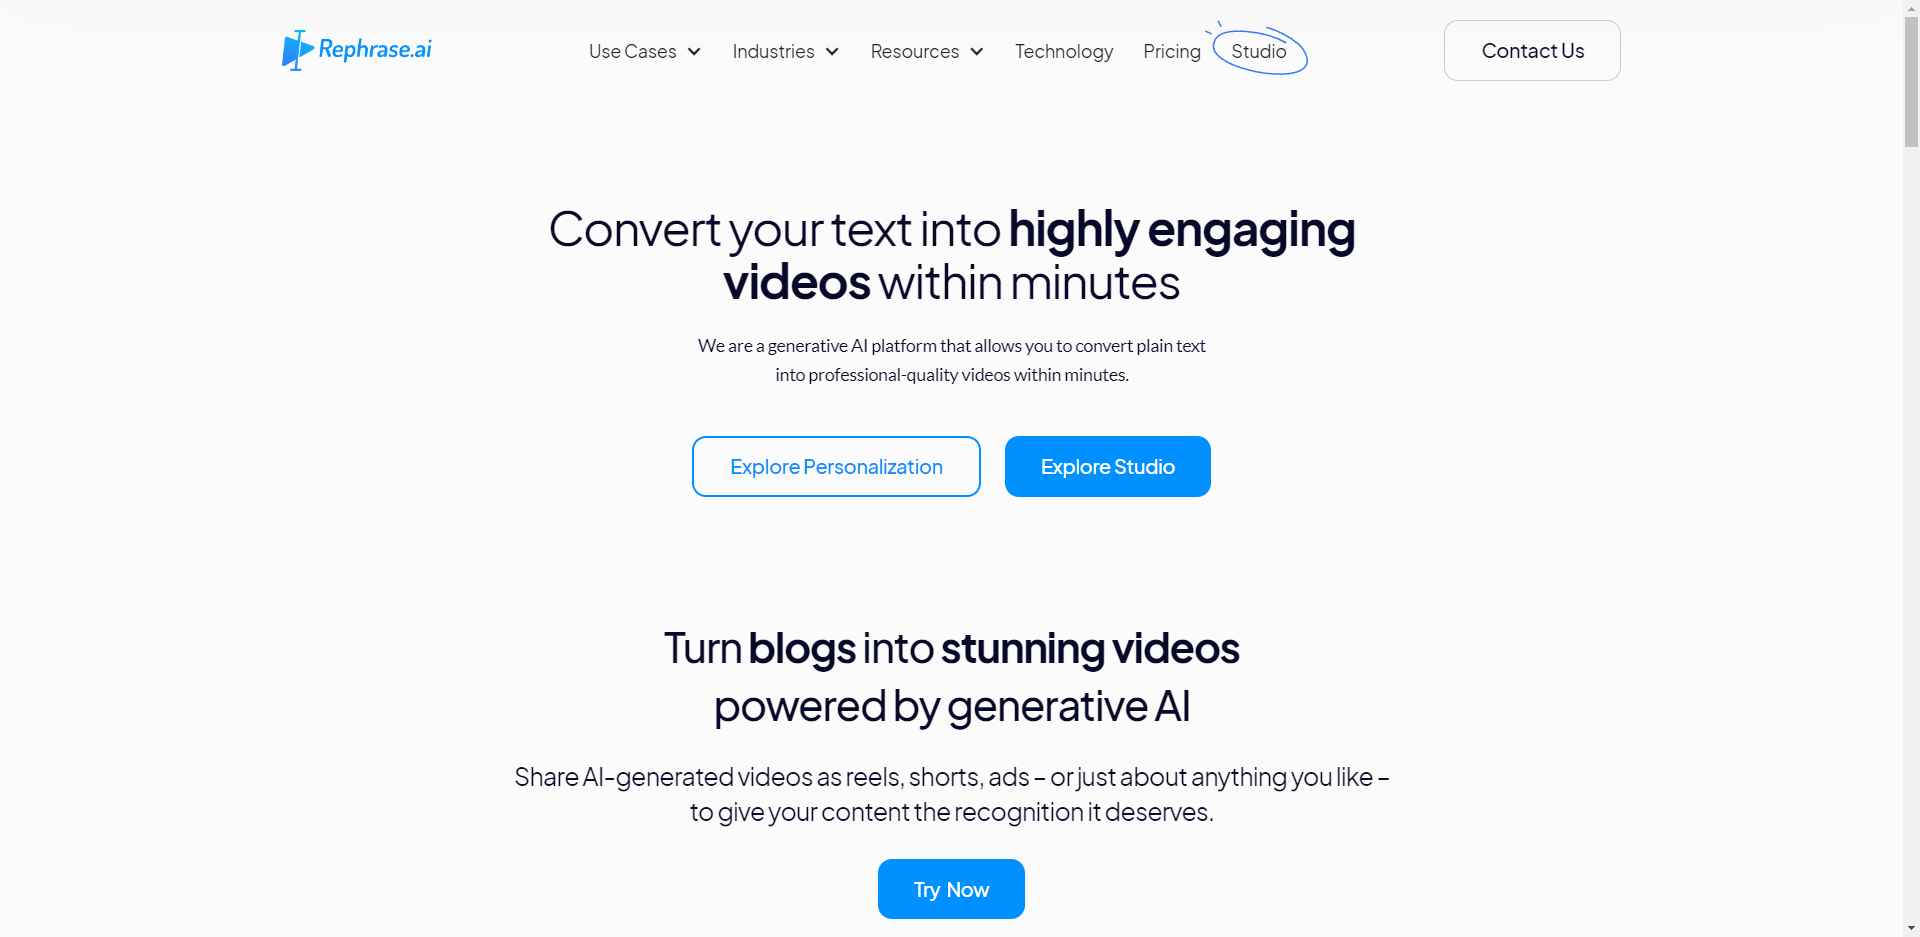 Rephrase.ai
Use Cases Industries Resources Technology Pricing Studio Contact Us
Convert your text into highly engaging
videos within minutes
We are a generative AI platform that allows you to convert plain text
into professional-quality videos within minutes.
Explore Personalization Explore Studio
Turn blogs into stunning videos
powered by generative AI
Share AI-generated videos as reels, shorts, ads – or just about anything you like –
to give your content the recognition it deserves.
Try Now